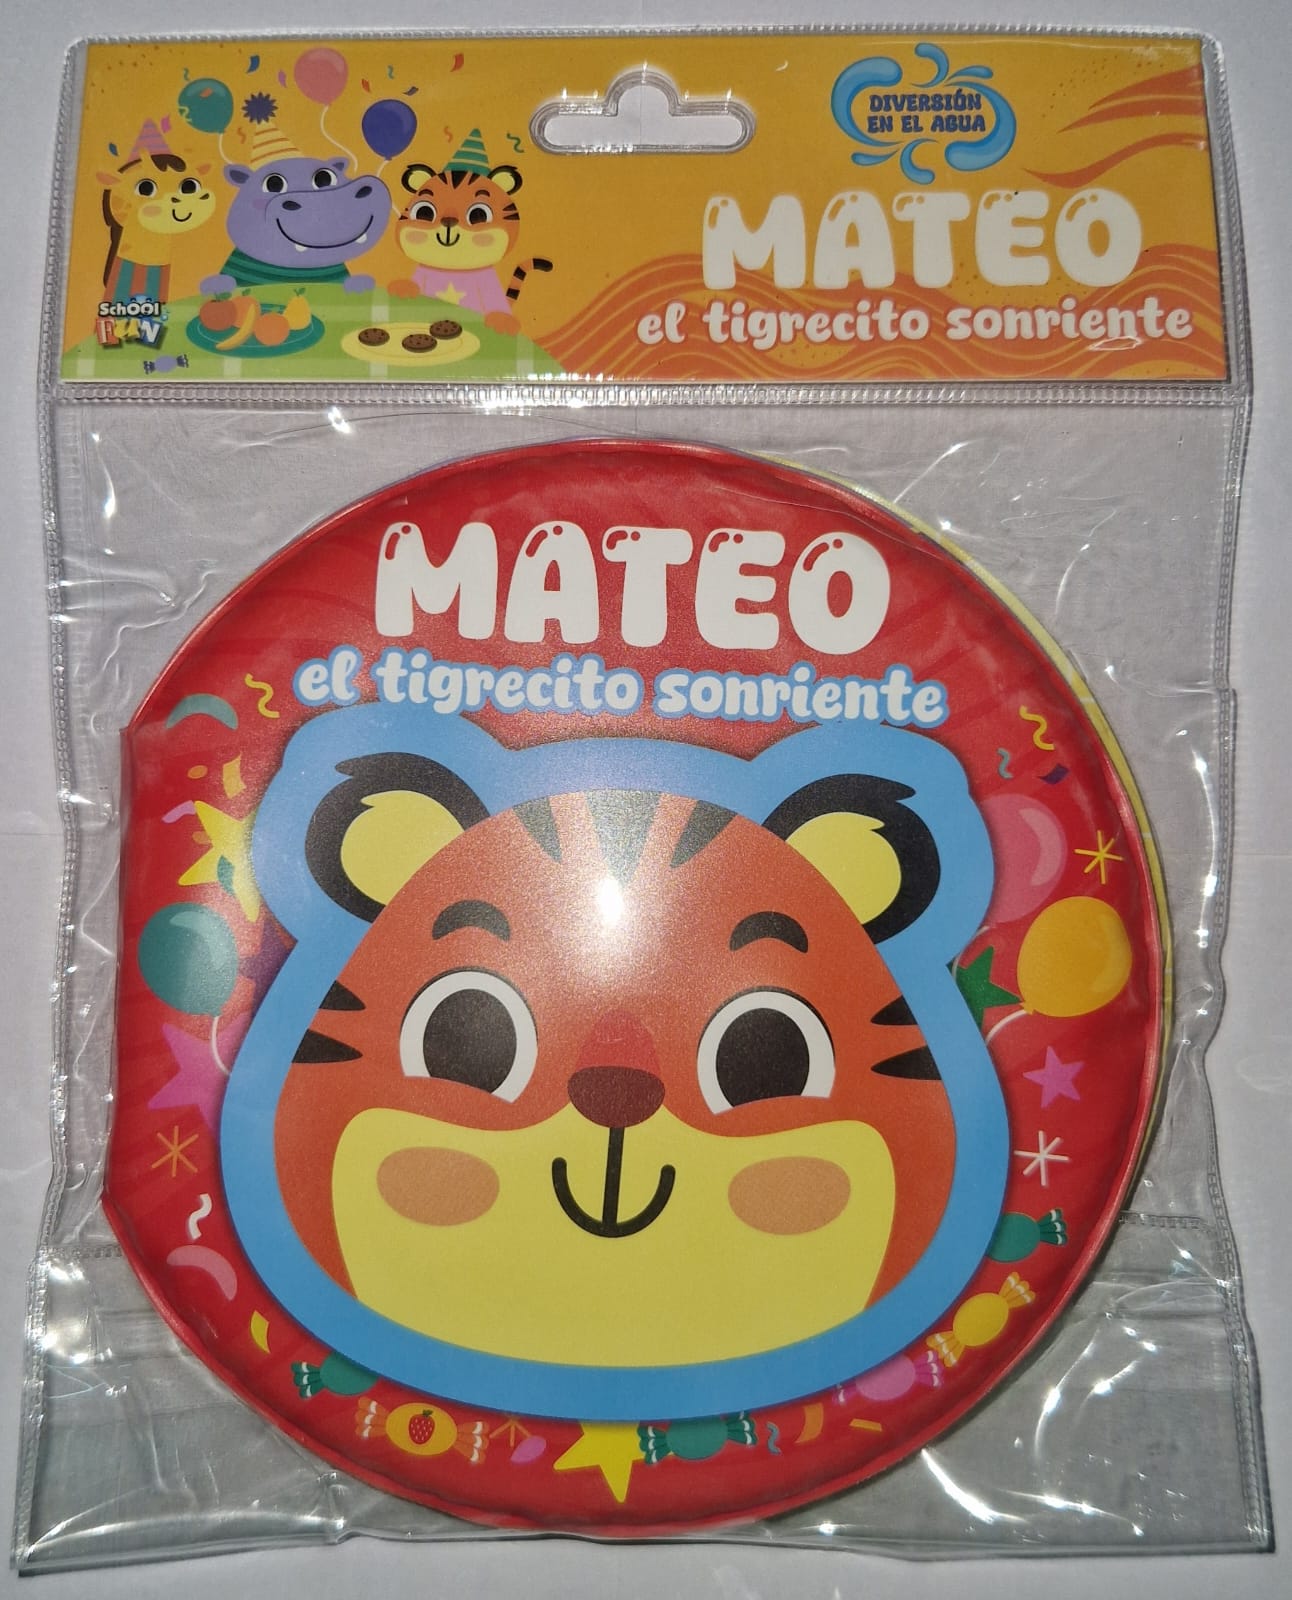 DIVERSIÓN
EN EL AGUA
MATEO
el tigrecito sonriente
SCHOOL
FUN
MATEO
el tigrecito sonriente